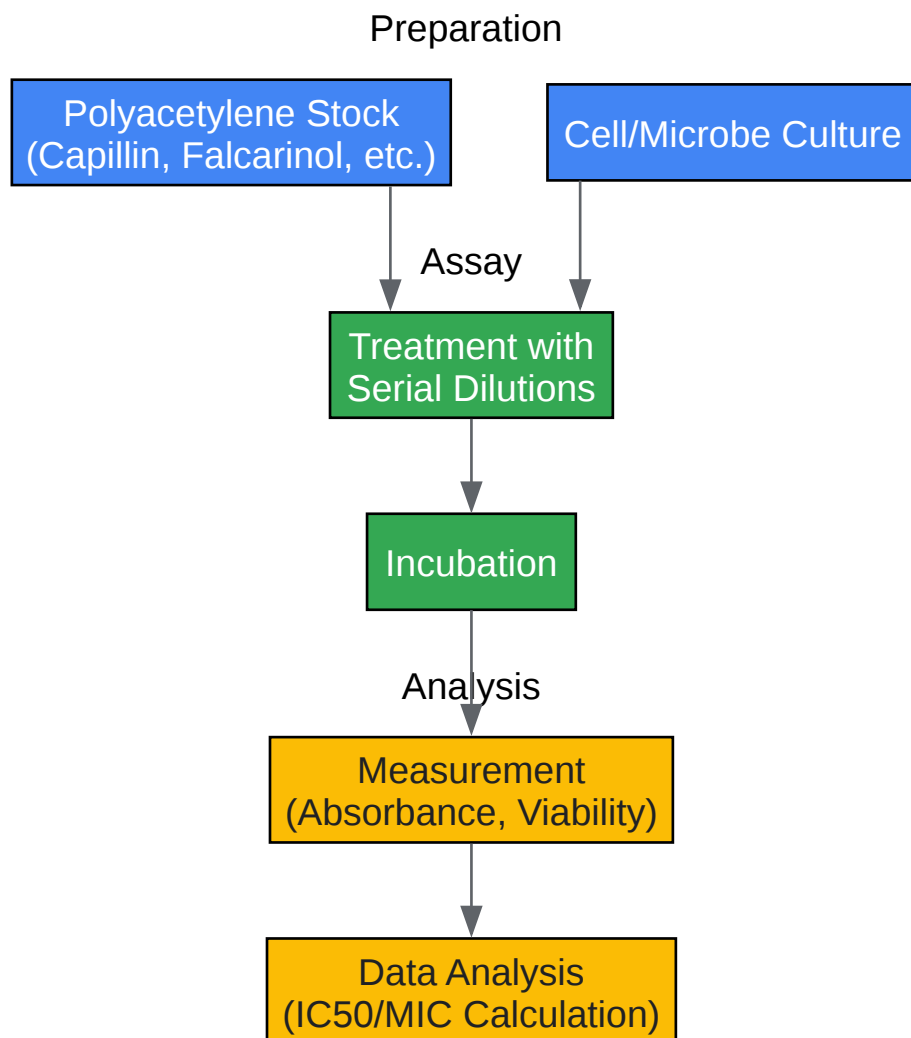 Preparation
Polyacetylene Stock
(Capillin, Falcarinol, etc.)
Cell/Microbe Culture
Assay
Treatment with
Serial Dilutions
Incubation
Analysis
Measurement
(Absorbance, Viability)
Data Analysis
(IC50/MIC Calculation)